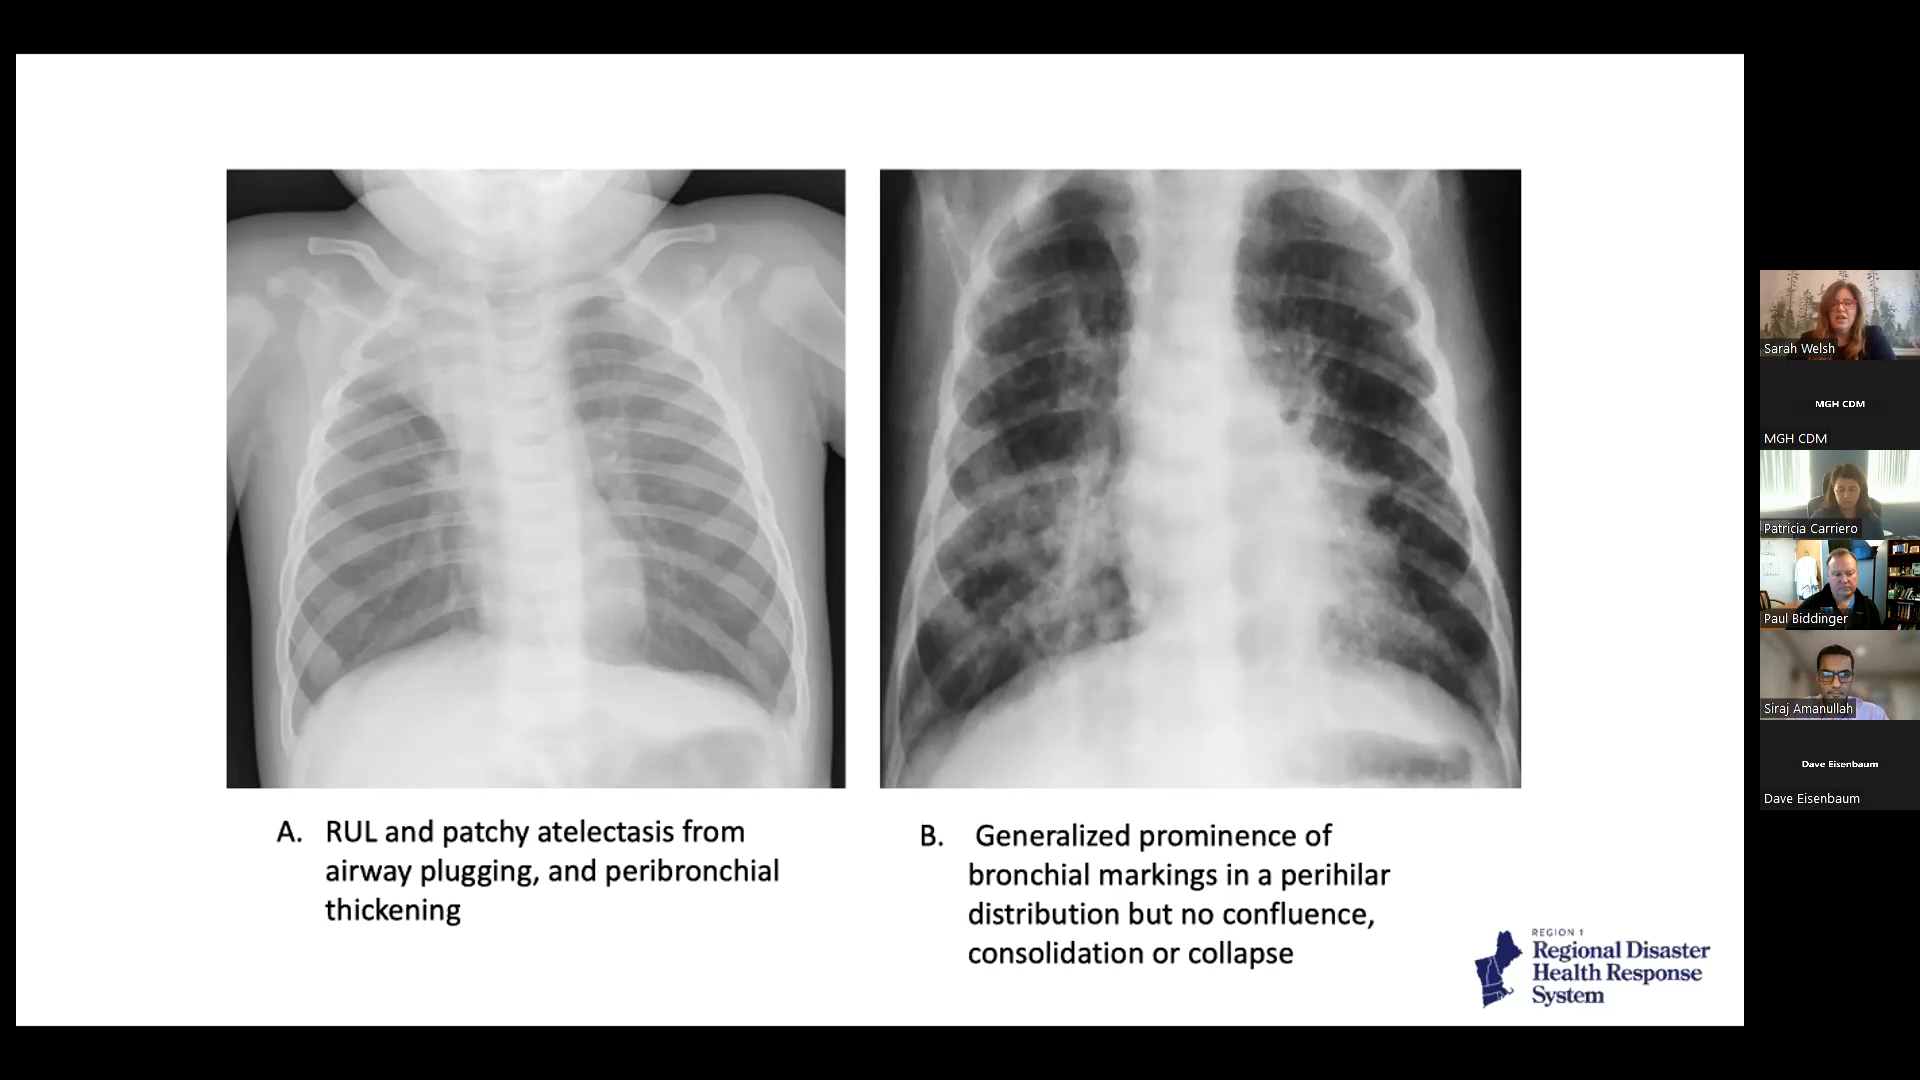 A. RUL and patchy atelectasis from
airway plugging, and peribronchial
thickening
B. Generalized prominence of
bronchial markings in a perihilar
distribution but no confluence,
consolidation or collapse
REGION 1
Regional Disaster
Health Response
System
Sarah Welsh
MGH CDM
MGH CDM
Patricia Carriero
Paul Biddinger
Siraj Amanullah
Dave Eisenbaum
Dave Eisenbaum